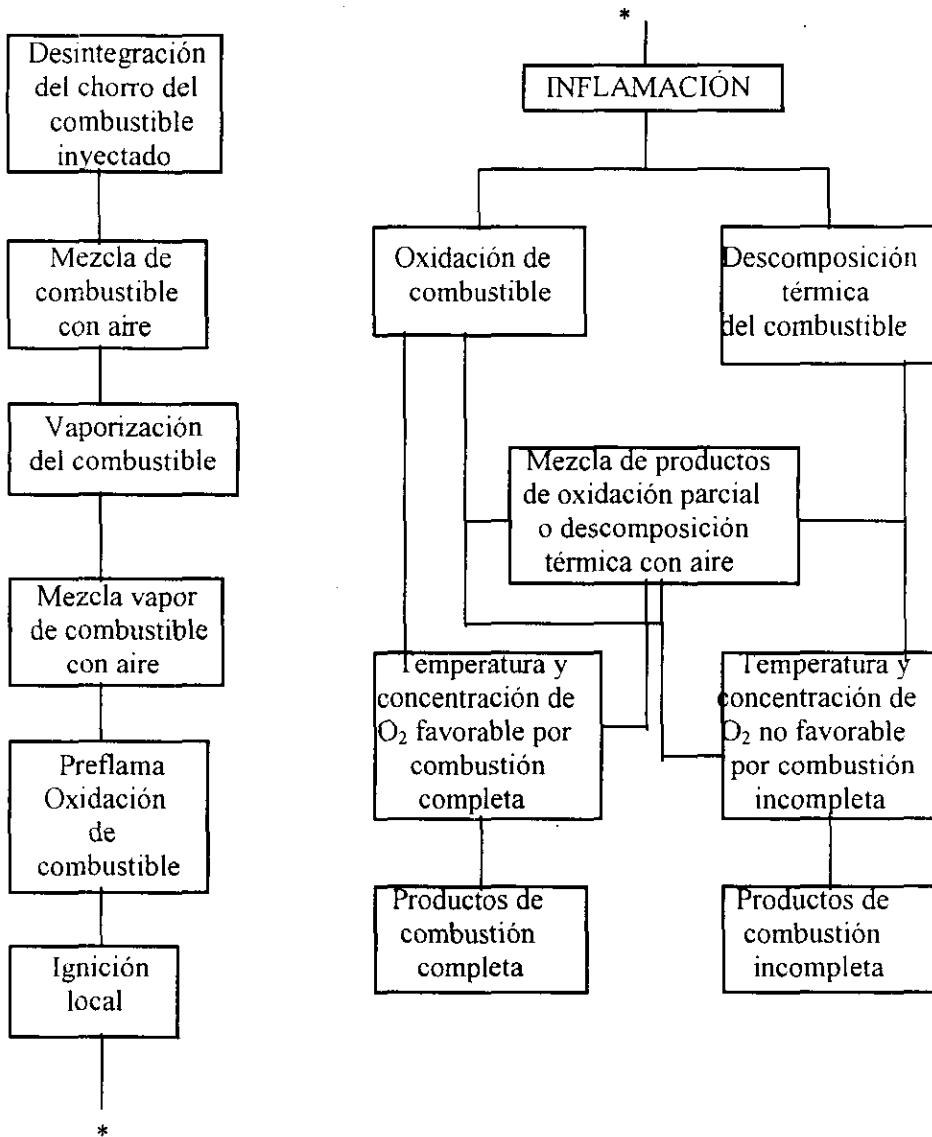 Desintegración
del chorro del
combustible
inyectado
Mezcla de
combustible
con aire
Vaporización
del combustible
Mezcla vapor
de combustible
con aire
Preflama
Oxidación
de
combustible
Ignición
local
*
*
INFLAMACIÓN
Oxidación de
combustible
Descomposición
térmica
del combustible
Mezcla de productos
de oxidación parcial
o descomposición
térmica con aire
Temperatura y
concentración de
O₂ favorable por
combustión
completa
Temperatura y
concentración de
O₂ no favorable
por combustión
incompleta
Productos de
combustión
completa
Productos de
combustión
incompleta